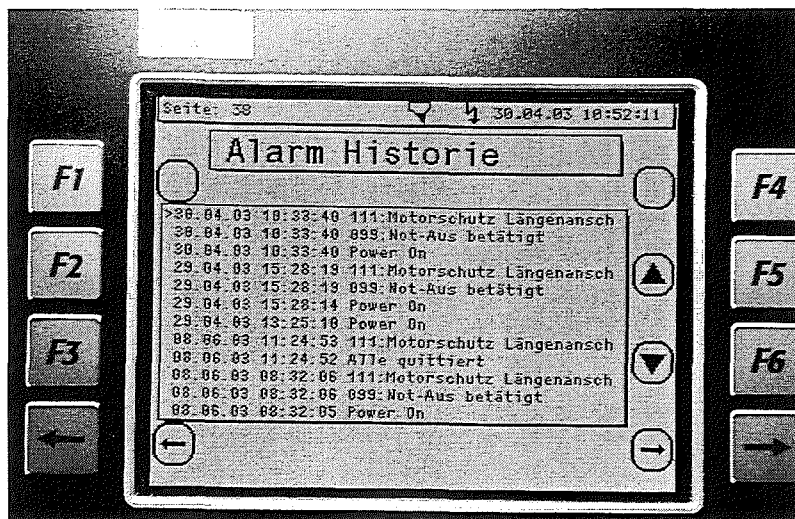 Seite: 38 30.04.03 10:52:11
Alarm Historie
F1
F2
F3
F4
F5
F6
>30.04.03 10:33:40 111:Motorschutz Längenansch
30.04.03 10:33:40 099:Not-Aus betätigt
30.04.03 10:33:40 Power On
29.04.03 15:28:19 111:Motorschutz Längenansch
29.04.03 15:28:19 099:Not-Aus betätigt
29.04.03 15:28:14 Power On
29.04.03 13:25:10 Power On
08.06.03 11:24:53 111:Motorschutz Längenansch
08.06.03 11:24:52 Alle quittiert
08.06.03 08:32:06 111:Motorschutz Längenansch
08.06.03 08:32:06 099:Not-Aus betätigt
08.06.03 08:32:05 Power On